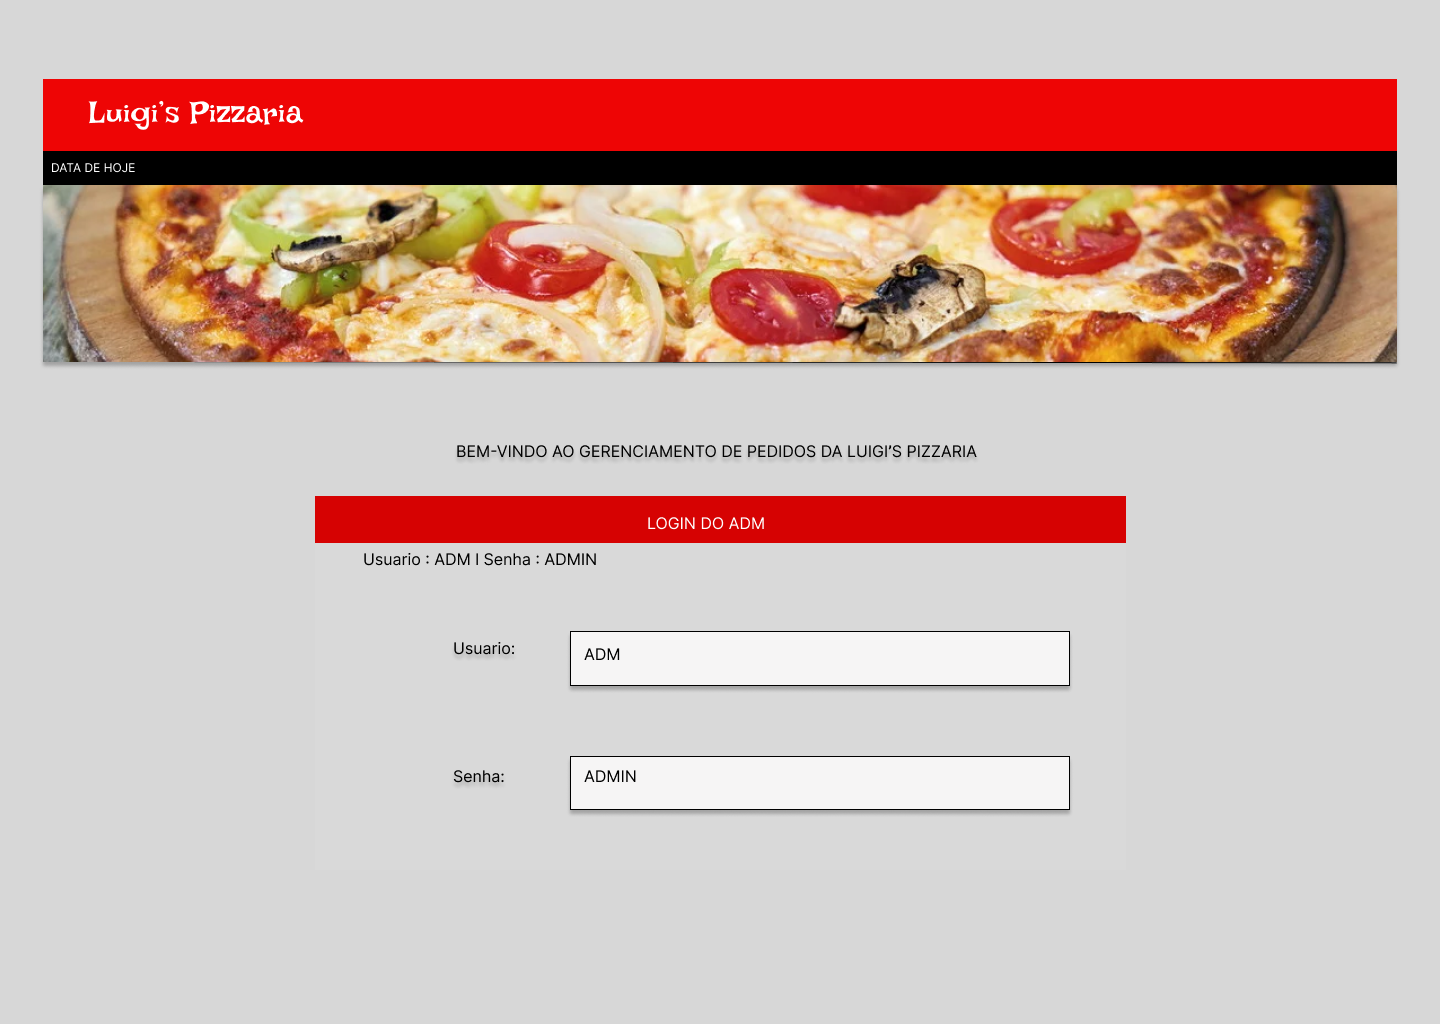 Luigi's Pizzaria
DATA DE HOJE
BEM-VINDO AO GERENCIAMENTO DE PEDIDOS DA LUIGI'S PIZZARIA
LOGIN DO ADM
Usuario : ADM I Senha : ADMIN
Usuario: ADM
Senha: ADMIN